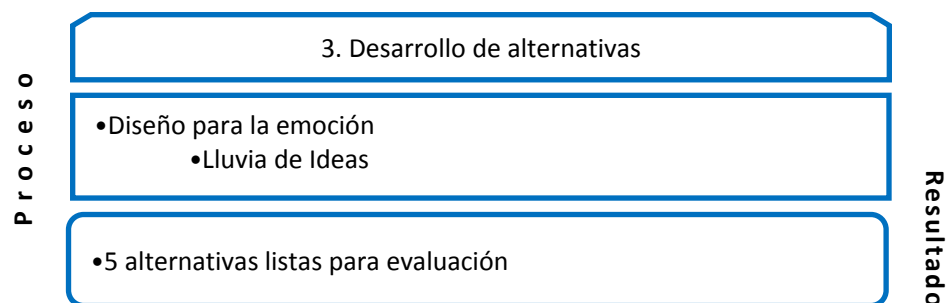 3. Desarrollo de alternativas
Proceso
•Diseño para la emoción
•Lluvia de Ideas
Resultado
•5 alternativas listas para evaluación